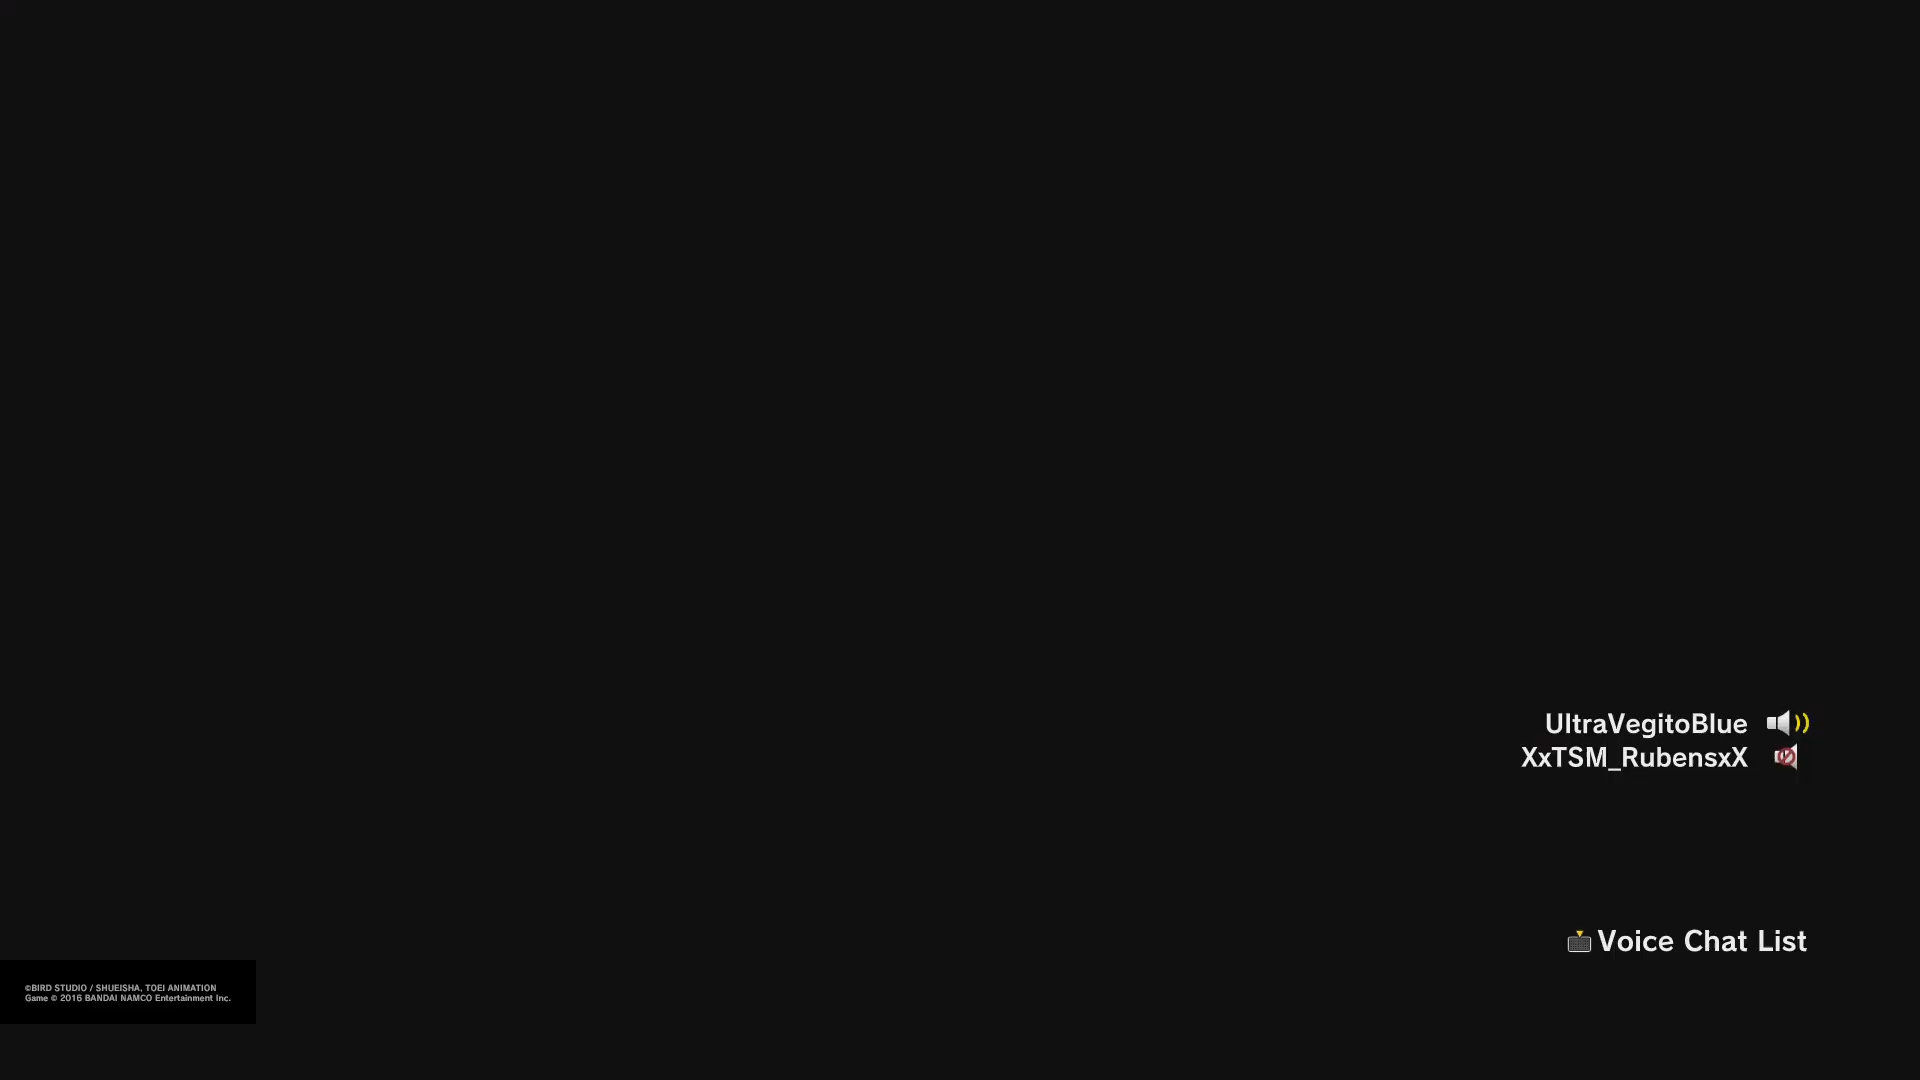 UltraVegitoBlue
XxTSM_RubensxX
Voice Chat List
©BIRD STUDIO / SHUEISHA, TOEI ANIMATION
Game © 2016 BANDAI NAMCO Entertainment Inc.